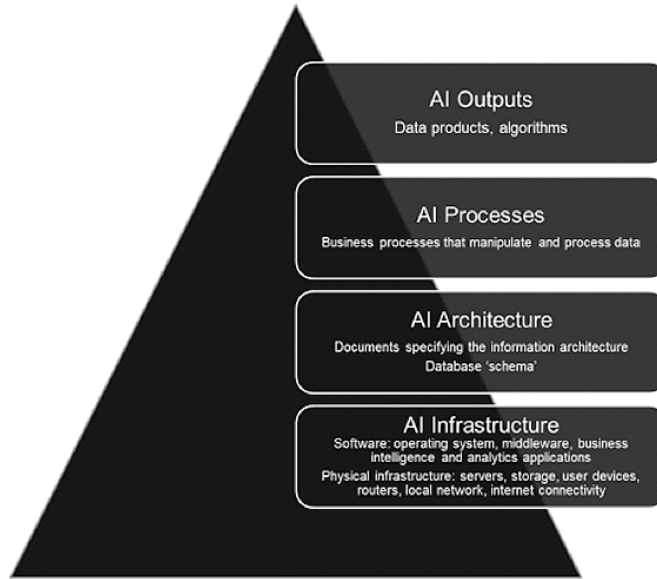 AI Outputs
Data products, algorithms
AI Processes
Business processes that manipulate and process data
AI Architecture
Documents specifying the information architecture
Database ‘schema’
AI Infrastructure
Software: operating system, middleware, business
intelligence and analytics applications
Physical infrastructure: servers, storage, user devices,
routers, local network, internet connectivity